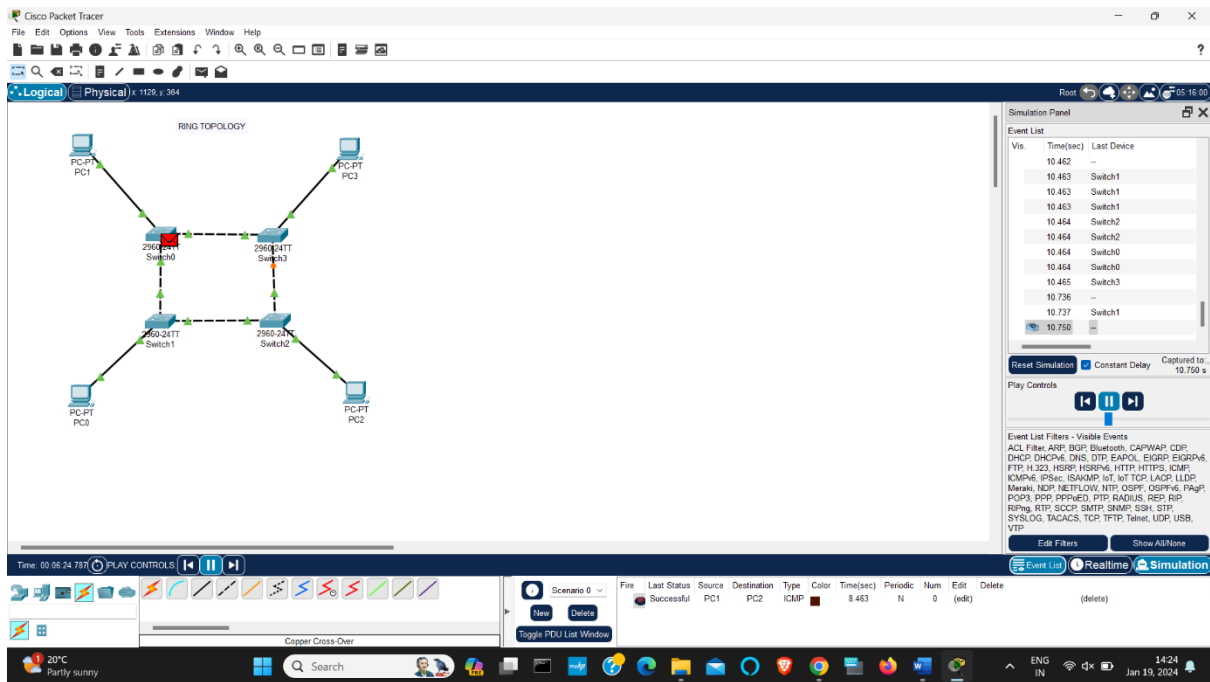 Cisco Packet Tracer
File Edit Options View Tools Extensions Window Help
?
Logical Physical x: 1129, y: 364 Root 05:16:00
RING TOPOLOGY
PC-PT
PC1
PC-PT
PC3
2960-24TT
Switch0
2960-24TT
Switch3
2960-24TT
Switch1
2960-24TT
Switch2
PC-PT
PC0
PC-PT
PC2
Simulation Panel
Event List
Vis. Time(sec) Last Device
10.462 --
10.463 Switch1
10.463 Switch1
10.463 Switch1
10.464 Switch2
10.464 Switch2
10.464 Switch0
10.464 Switch0
10.465 Switch3
10.736 --
10.737 Switch1
10.750 --
Reset Simulation Constant Delay Captured to:
10.750 s
Play Controls
Event List Filters - Visible Events
ACL Filter, ARP, BGP, Bluetooth, CAPWAP, CDP,
DHCP, DHCPv6, DNS, DTP, EAPOL, EIGRP, EIGRPv6,
FTP, H.323, HSRP, HSRPv6, HTTP, HTTPS, ICMP,
ICMPv6, IPSec, ISAKMP, IoT, IoT TCP, LACP, LLDP,
Meraki, NDP, NETFLOW, NTP, OSPF, OSPFv6, PAgP,
POP3, PPP, PPPoED, PTP, RADIUS, REP, RIP,
RIPng, RTP, SCCP, SMTP, SNMP, SSH, STP,
SYSLOG, TACACS, TCP, TFTP, Telnet, UDP, USB,
VTP
Edit Filters Show All/None
Time: 00:06:24.787 PLAY CONTROLS: Event List Realtime Simulation
Scenario 0
New Delete
Toggle PDU List Window
Fire Last Status Source Destination Type Color Time(sec) Periodic Num Edit Delete
Successful PC1 PC2 ICMP 8.463 N 0 (edit) (delete)
Copper Cross-Over
1
20°C
Partly sunny
Search
PRE
ENG
IN
14:24
Jan 19, 2024